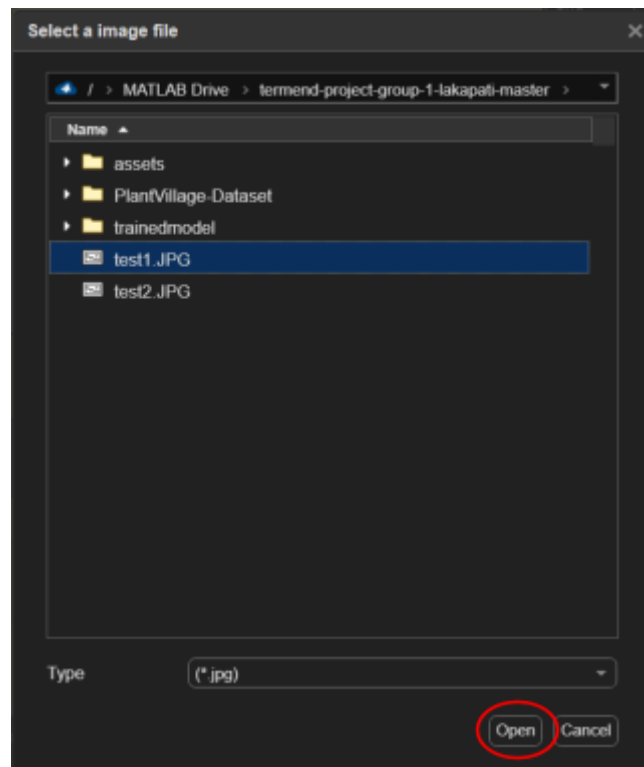 Select a image file
/ > MATLAB Drive > termend-project-group-1-lakapati-master >
Name
assets
PlantVillage-Dataset
trainedmodel
test1.JPG
test2.JPG
Type (*.jpg)
Open Cancel